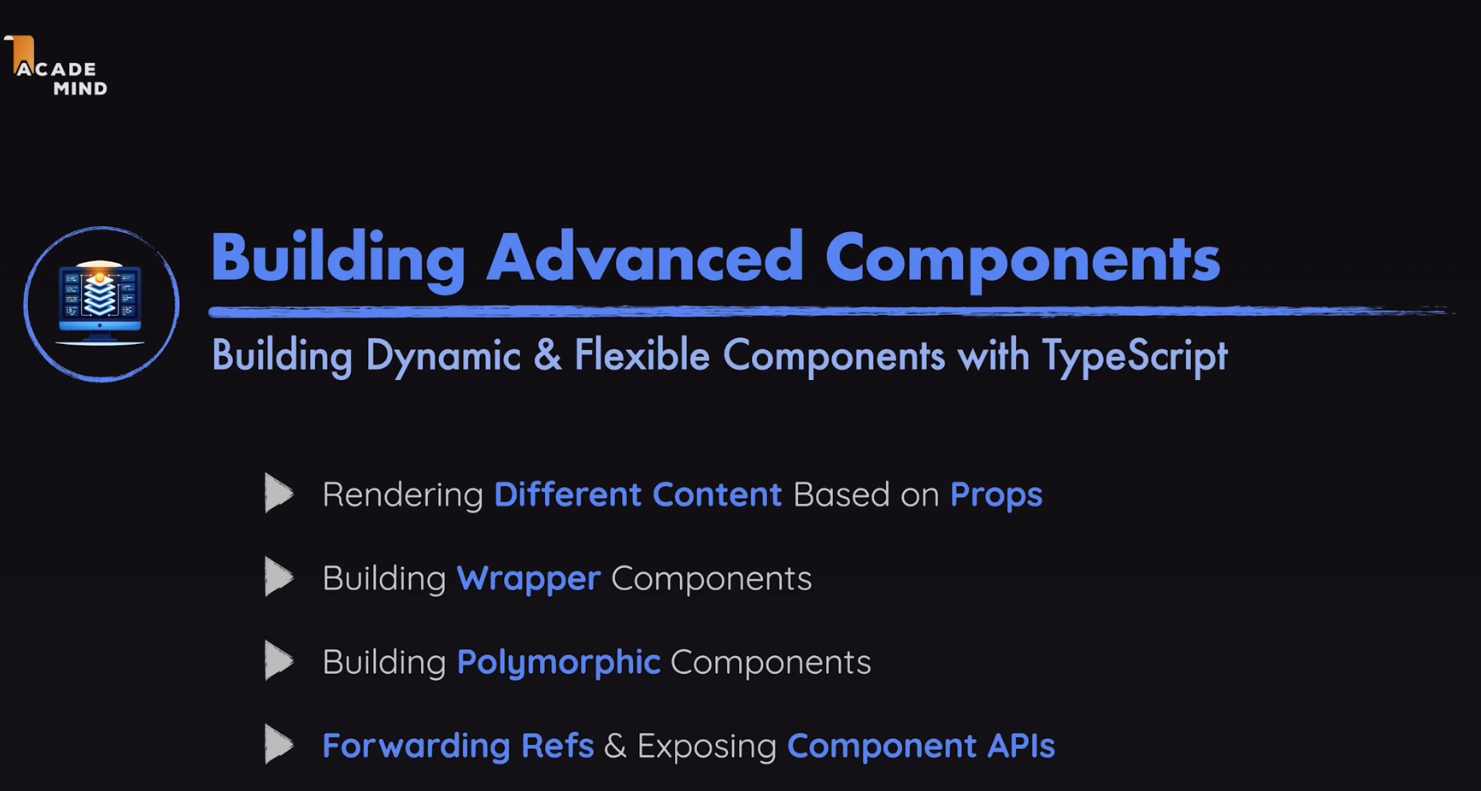 ACADE
MIND
Building Advanced Components
Building Dynamic & Flexible Components with TypeScript
Rendering Different Content Based on Props
Building Wrapper Components
Building Polymorphic Components
Forwarding Refs & Exposing Component APIs